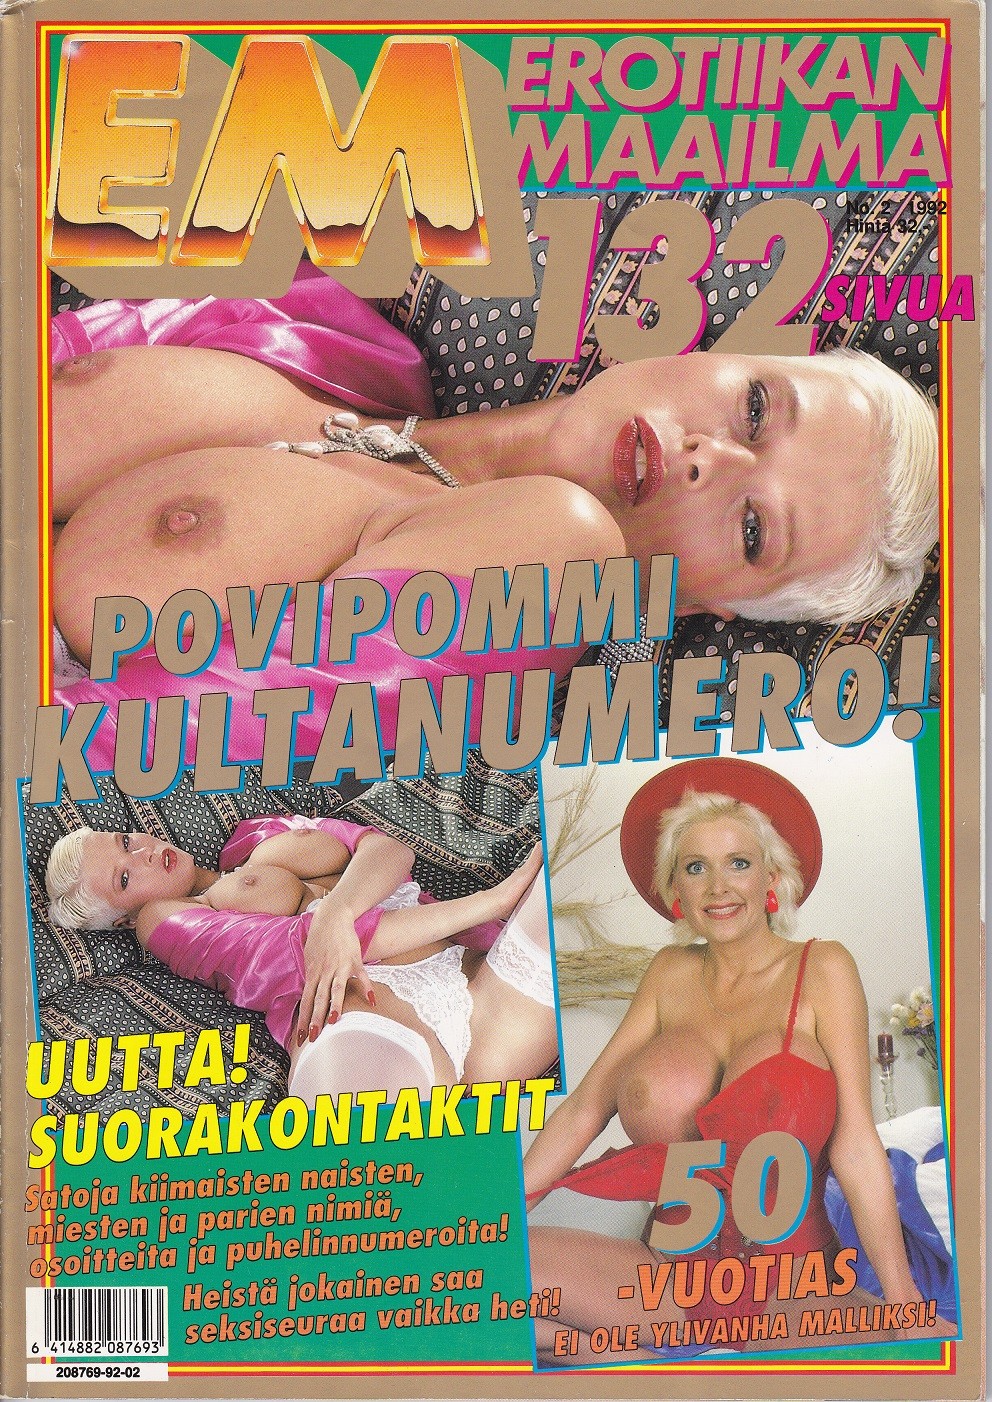 EM
EROTIIKAN
MAAILMA
No. 2 1992
Hinta 32,-
132
SIVUA
POVIPOMMI
KULTANUMERO!
UUTTA!
SUORAKONTAKTIT
Satoja kiimaisten naisten,
miesten ja parien nimiä,
osoitteita ja puhelinnumeroita!
Heistä jokainen saa
seksiseuraa vaikka heti!
50
-VUOTIAS
EI OLE YLIVANHA MALLIKSI!
6 414882 087693
208769-92-02